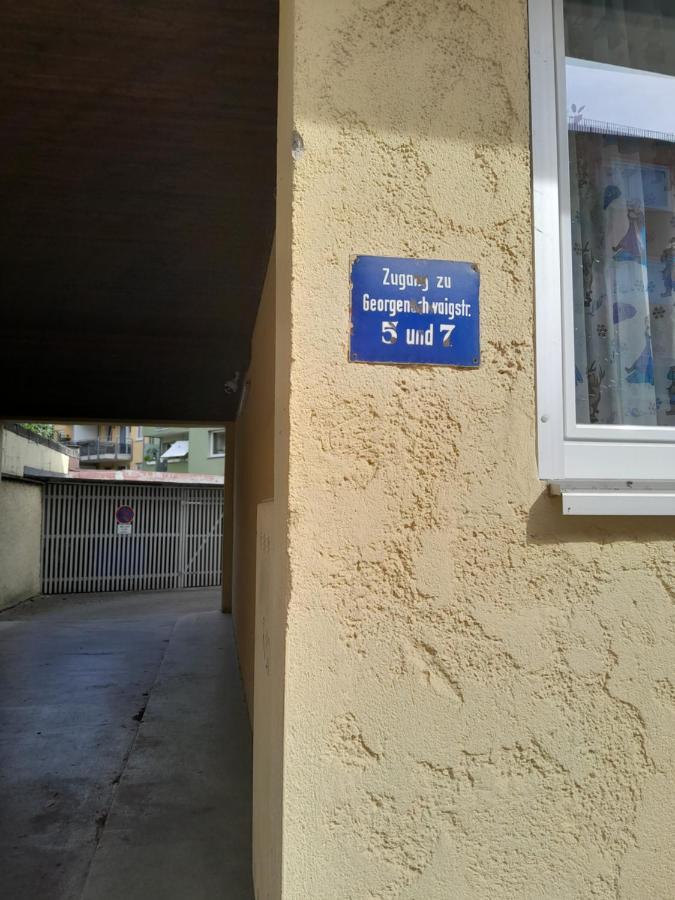 Zugang zu
Georgenschwaigstr.
5 und 7